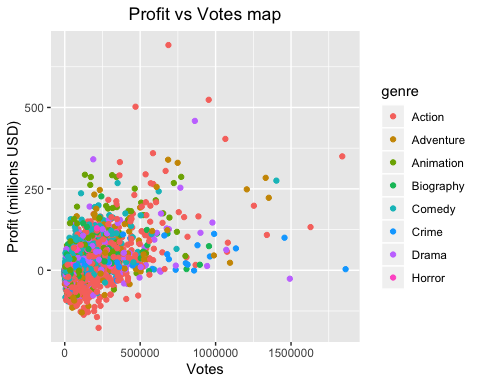 Profit vs Votes map
Profit (millions USD)
500
250
0
0
500000
1000000
1500000
Votes
genre
Action
Adventure
Animation
Biography
Comedy
Crime
Drama
Horror